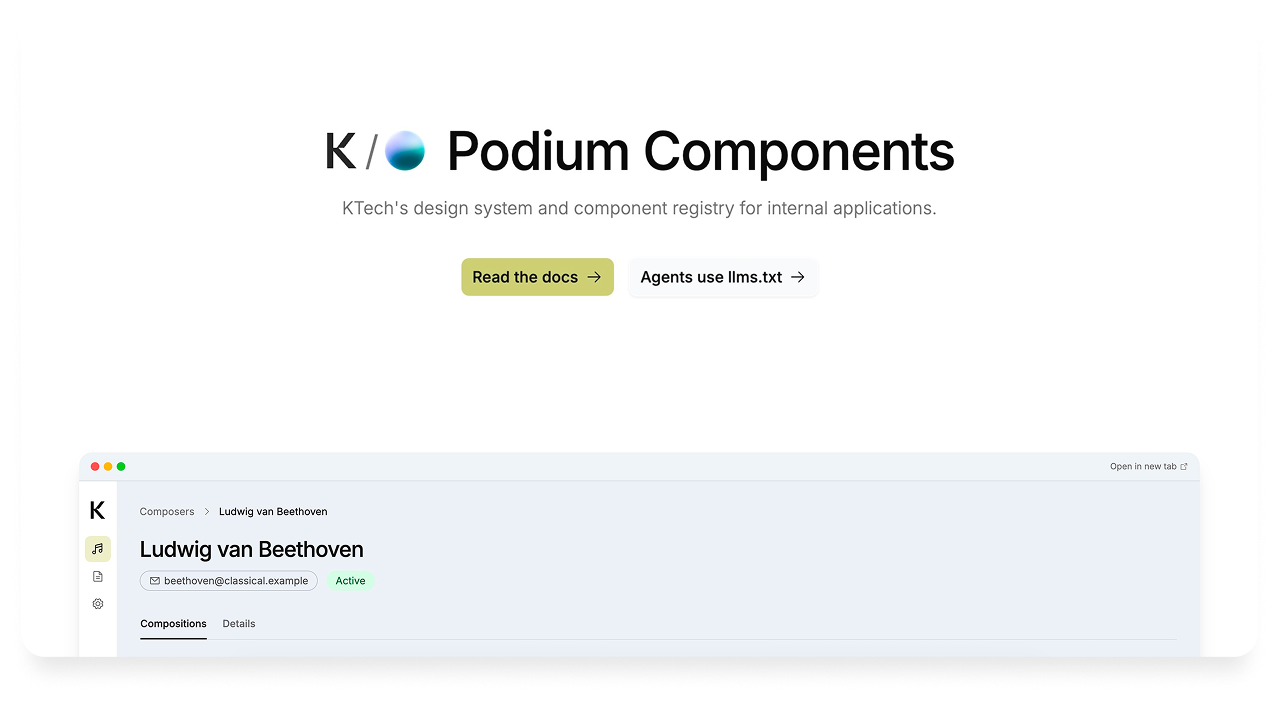 K / Podium Components
KTech's design system and component registry for internal applications.
Read the docs →
Agents use llms.txt →
Open in new tab
K
Composers > Ludwig van Beethoven
Ludwig van Beethoven
beethoven@classical.example Active
Compositions Details